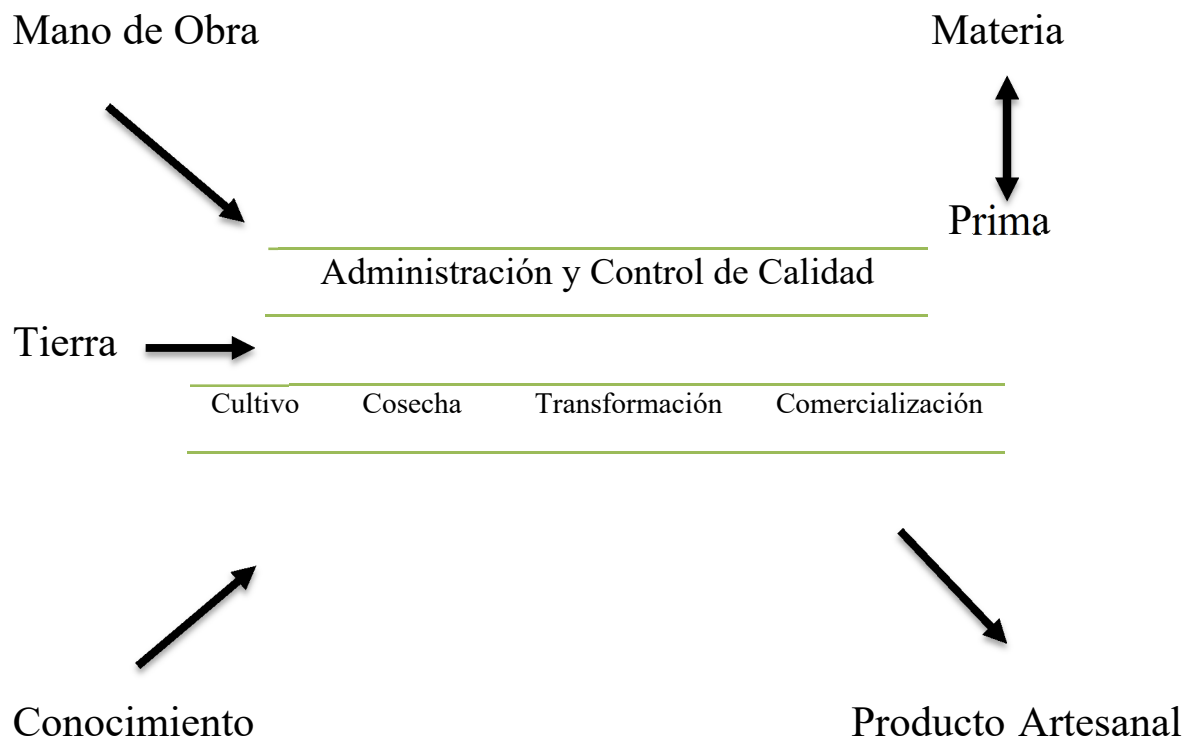 Mano de Obra
Materia
Prima
Administración y Control de Calidad
Tierra
Cultivo Cosecha Transformación Comercialización
Conocimiento
Producto Artesanal